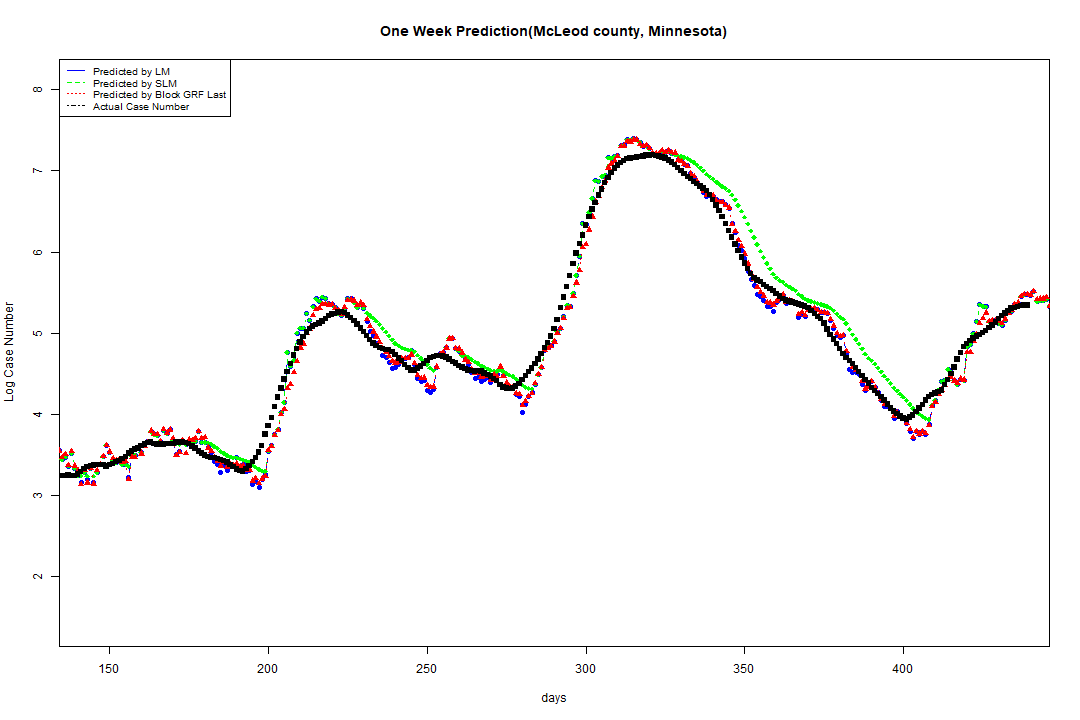 One Week Prediction(McLeod county, Minnesota)
Predicted by LM
Predicted by SLM
Predicted by Block GRF Last
Actual Case Number
Log Case Number
8
7
6
5
4
3
2
150 200 250 300 350 400
days